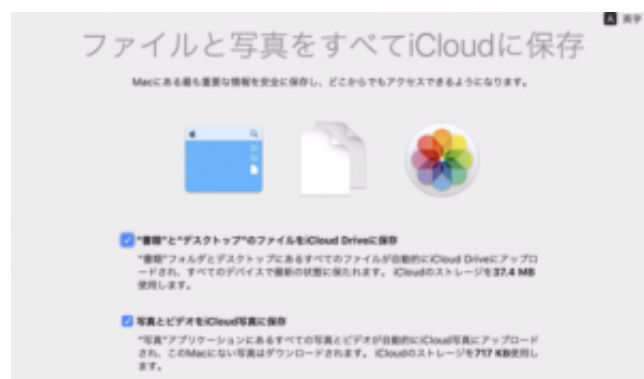 英字
ファイルと写真をすべてiCloudに保存
Macにある最も重要な情報を安全に保存し、どこからでもアクセスできるようになります。
"書類"と"デスクトップ"のファイルをiCloud Driveに保存
"書類"フォルダとデスクトップにあるすべてのファイルが自動的にiCloud Driveにアップロ
ードされ、すべてのデバイスで最新の状態に保たれます。 iCloudのストレージを37.4 MB
使用します。
写真とビデオをiCloud写真に保存
"写真"アプリケーションにあるすべての写真とビデオが自動的にiCloud写真にアップロード
され、このMacにない写真はダウンロードされます。 iCloudのストレージを717 KB使用し
ます。